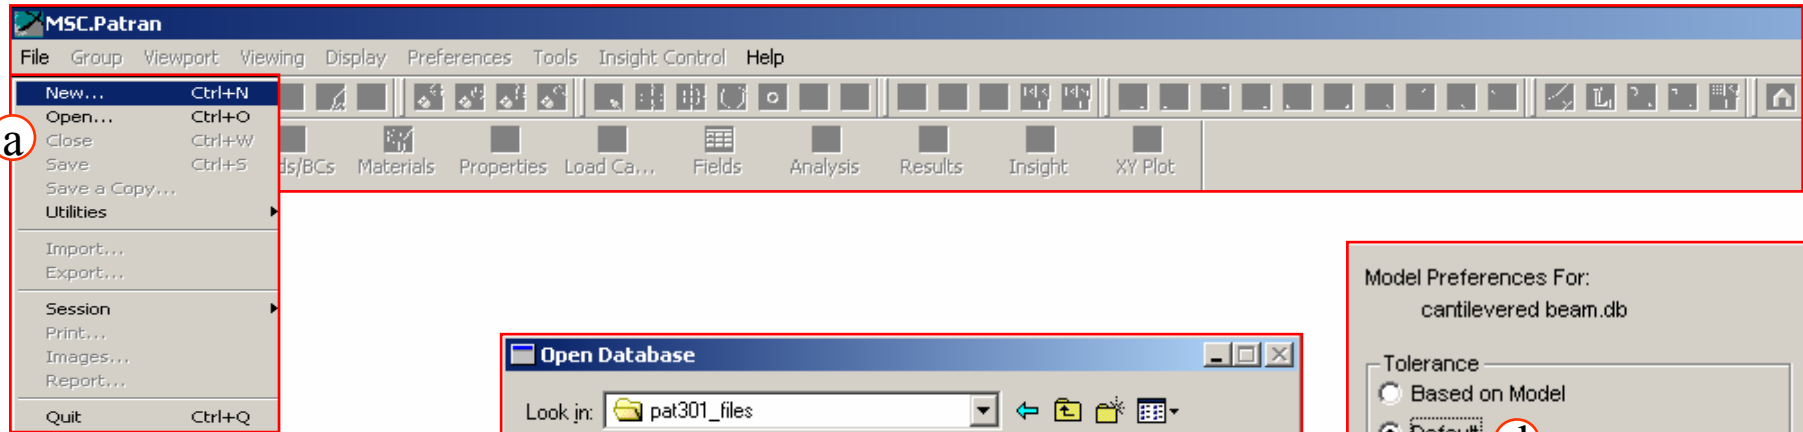 MSC.Patran
File Group Viewport Viewing Display Preferences Tools Insight Control Help
New... Ctrl+N
Open... Ctrl+O
a
Close Ctrl+W
Save Ctrl+S
Save a Copy...
Utilities
Import...
Export...
Session
Print...
Images...
Report...
Quit Ctrl+Q
ds/BCs Materials Properties Load Ca... Fields Analysis Results Insight XY Plot
Open Database
Look in: pat301_files
Model Preferences For:
cantilevered beam.db
Tolerance
Based on Model
Default
d